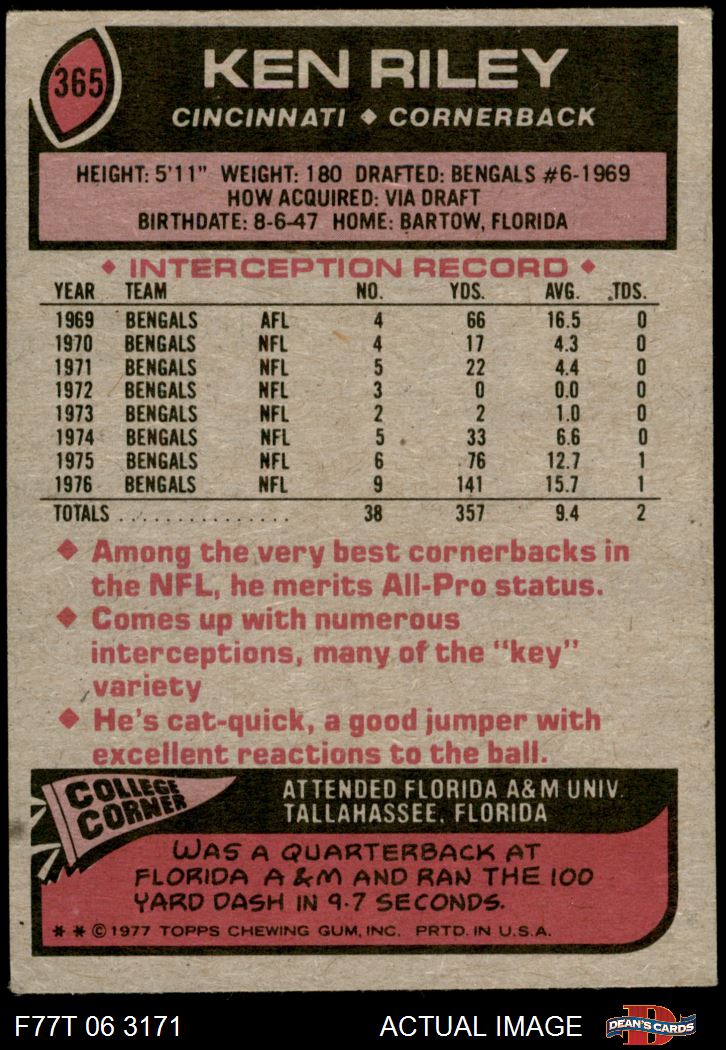 365
KEN RILEY
CINCINNATI ◆ CORNERBACK
HEIGHT: 5'11" WEIGHT: 180 DRAFTED: BENGALS #6-1969
HOW ACQUIRED: VIA DRAFT
BIRTHDATE: 8-6-47 HOME: BARTOW, FLORIDA
◆ INTERCEPTION RECORD ◆
YEAR TEAM NO. YDS. AVG. TDS.
1969 BENGALS AFL 4 66 16.5 0
1970 BENGALS NFL 4 17 4.3 0
1971 BENGALS NFL 5 22 4.4 0
1972 BENGALS NFL 3 0 0.0 0
1973 BENGALS NFL 2 2 1.0 0
1974 BENGALS NFL 5 33 6.6 0
1975 BENGALS NFL 6 76 12.7 1
1976 BENGALS NFL 9 141 15.7 1
TOTALS ................ 38 357 9.4 2
◆ Among the very best cornerbacks in
the NFL, he merits All-Pro status.
◆ Comes up with numerous
interceptions, many of the "key"
variety
◆ He's cat-quick, a good jumper with
excellent reactions to the ball.
COLLEGE
CORNER
ATTENDED FLORIDA A&M UNIV.
TALLAHASSEE, FLORIDA
WAS A QUARTERBACK AT
FLORIDA A & M AND RAN THE 100
YARD DASH IN 9.7 SECONDS.
* * © 1977 TOPPS CHEWING GUM, INC. PRTD. IN U.S.A.
F77T 06 3171 ACTUAL IMAGE
D
DEAN'S CARDS